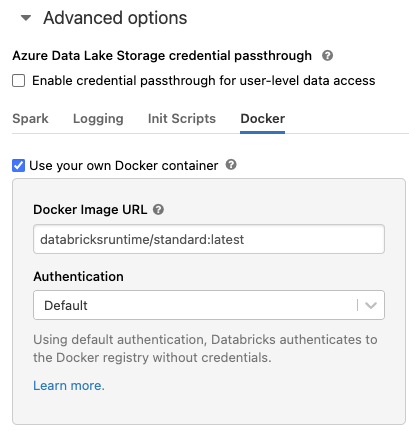 Advanced options
Azure Data Lake Storage credential passthrough ?
Enable credential passthrough for user-level data access
Spark Logging Init Scripts Docker
Use your own Docker container ?
Docker Image URL ?
databricksruntime/standard:latest
Authentication
Default
Using default authentication, Databricks authenticates to
the Docker registry without credentials.
Learn more.